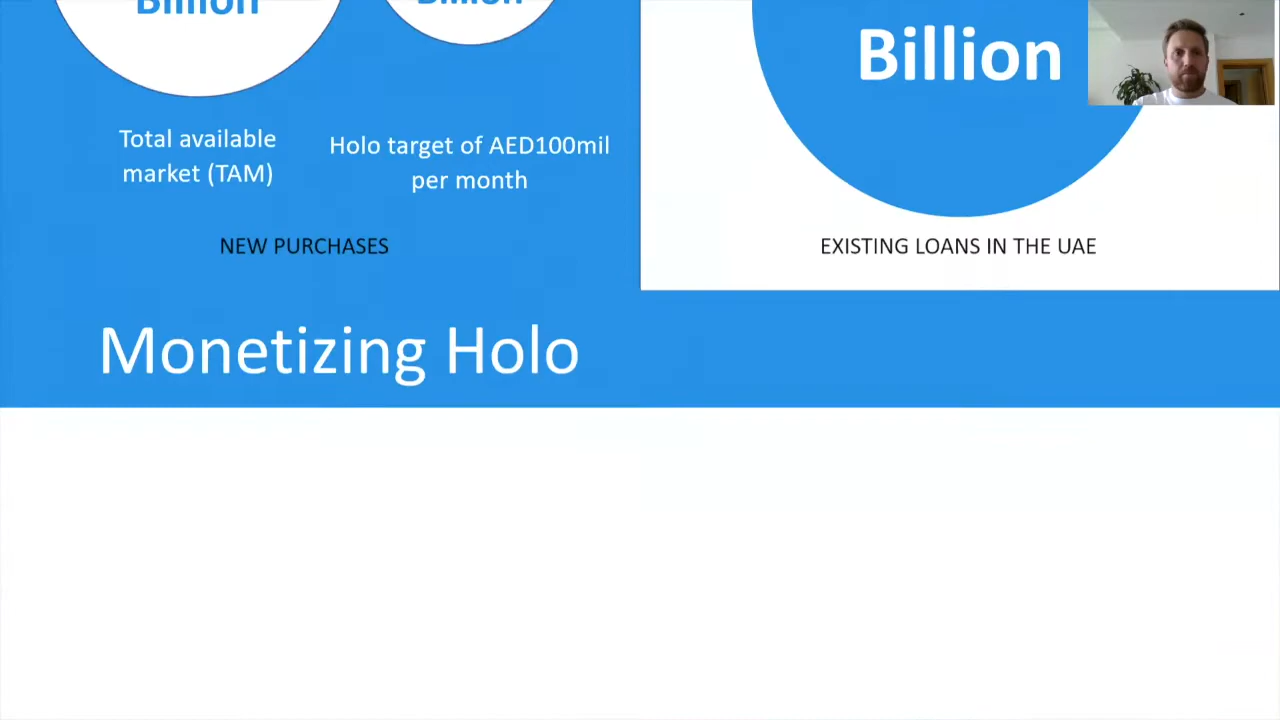 Billion
Billion
Billion
Total available
market (TAM)
Holo target of AED100mil
per month
NEW PURCHASES
EXISTING LOANS IN THE UAE
Monetizing Holo